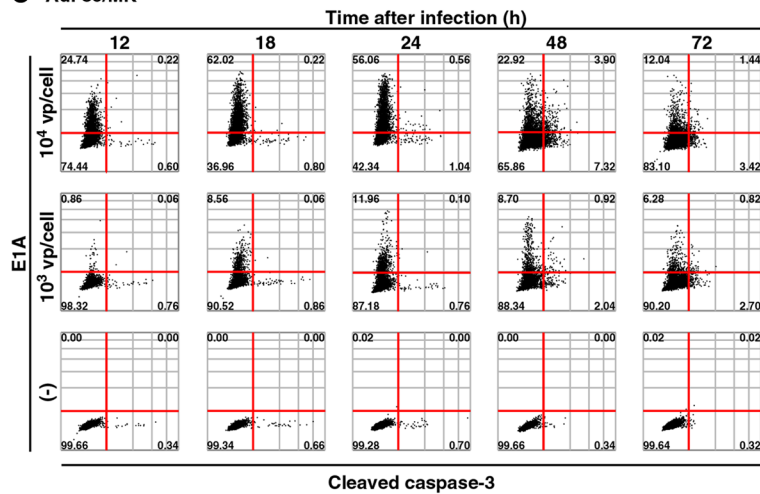 Time after infection (h)
12 18 24 48 72
24.74 0.22 62.02 0.22 56.06 0.56 22.92 3.90 12.04 1.44
10⁴ vp/cell
74.44 0.60 36.96 0.80 42.34 1.04 65.86 7.32 83.10 3.42
0.86 0.06 8.56 0.06 11.96 0.10 8.70 0.92 6.28 0.82
E1A
10³ vp/cell
98.32 0.76 90.52 0.86 87.18 0.76 88.34 2.04 90.20 2.70
0.00 0.00 0.00 0.00 0.02 0.00 0.00 0.00 0.02 0.02
(-)
99.66 0.34 99.34 0.66 99.28 0.70 99.66 0.34 99.64 0.32
Cleaved caspase-3